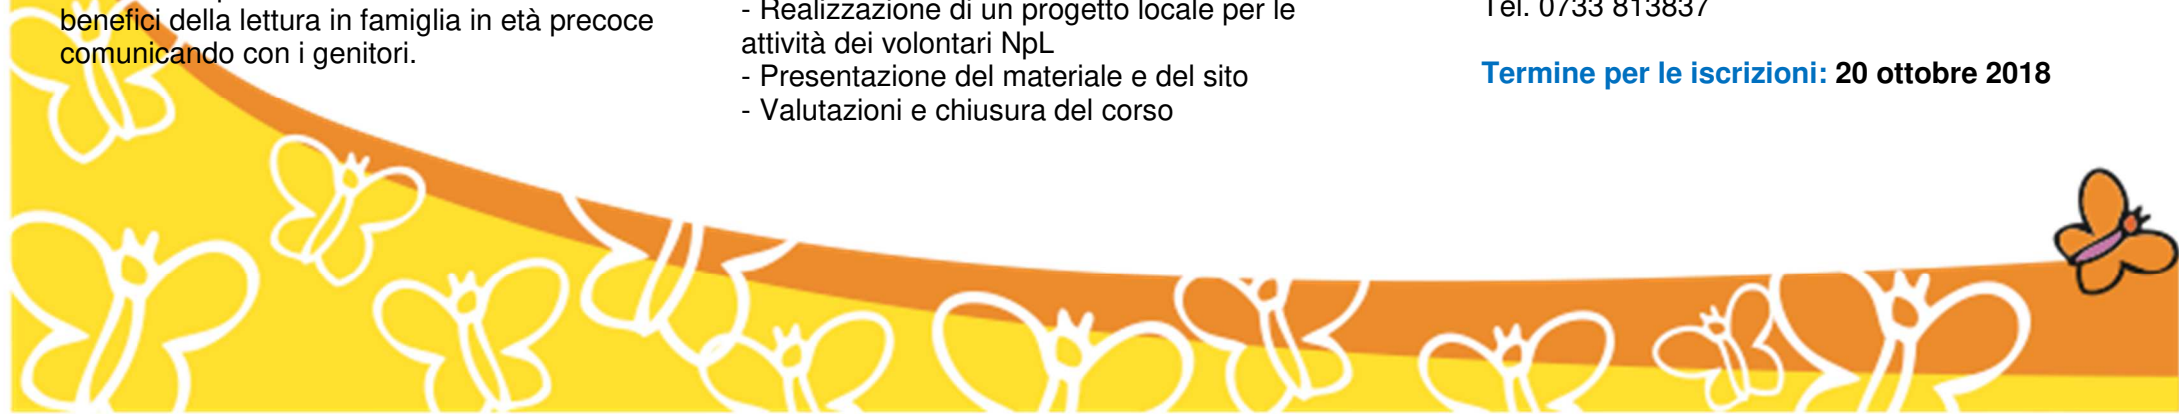 benefici della lettura in famiglia in età precoce
comunicando con i genitori.
- Realizzazione di un progetto locale per le
attività dei volontari NpL
- Presentazione del materiale e del sito
- Valutazioni e chiusura del corso
Tel. 0733 813837
Termine per le iscrizioni: 20 ottobre 2018